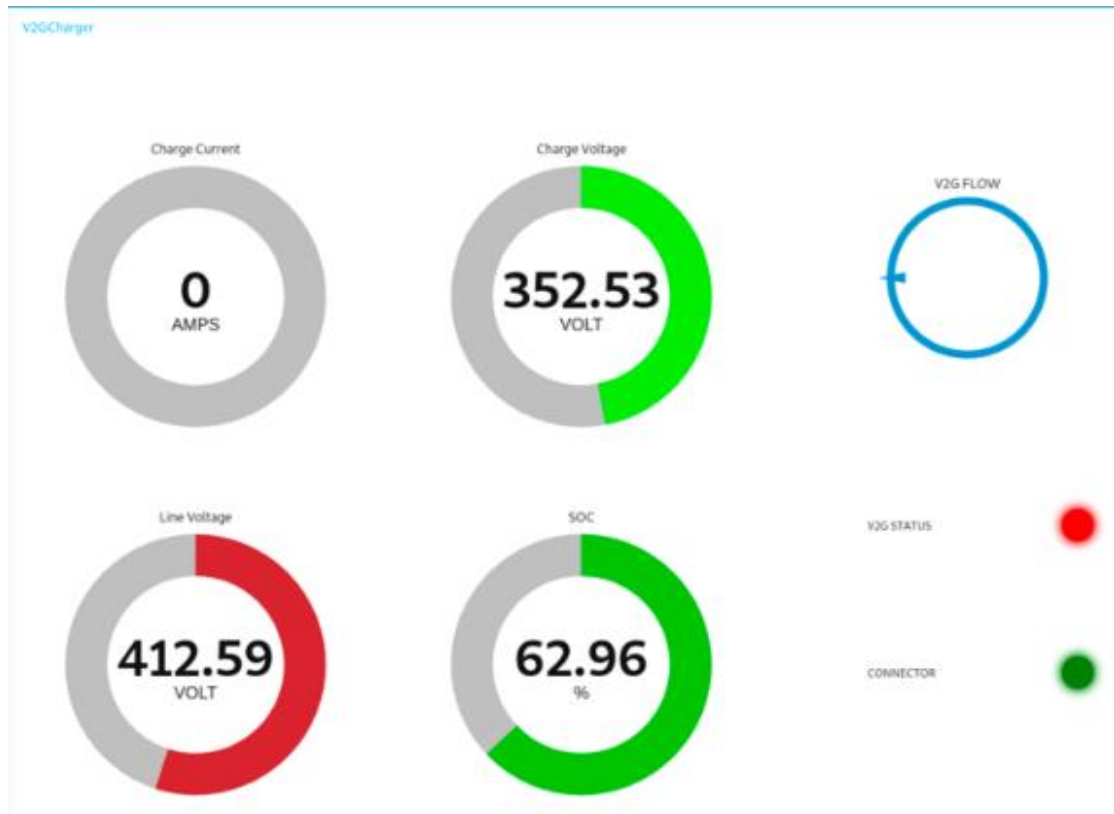 V2GCharger
Charge Current
0
AMPS
Charge Voltage
352.53
VOLT
V2G FLOW
Line Voltage
412.59
VOLT
SOC
62.96
%
V2G STATUS
CONNECTOR